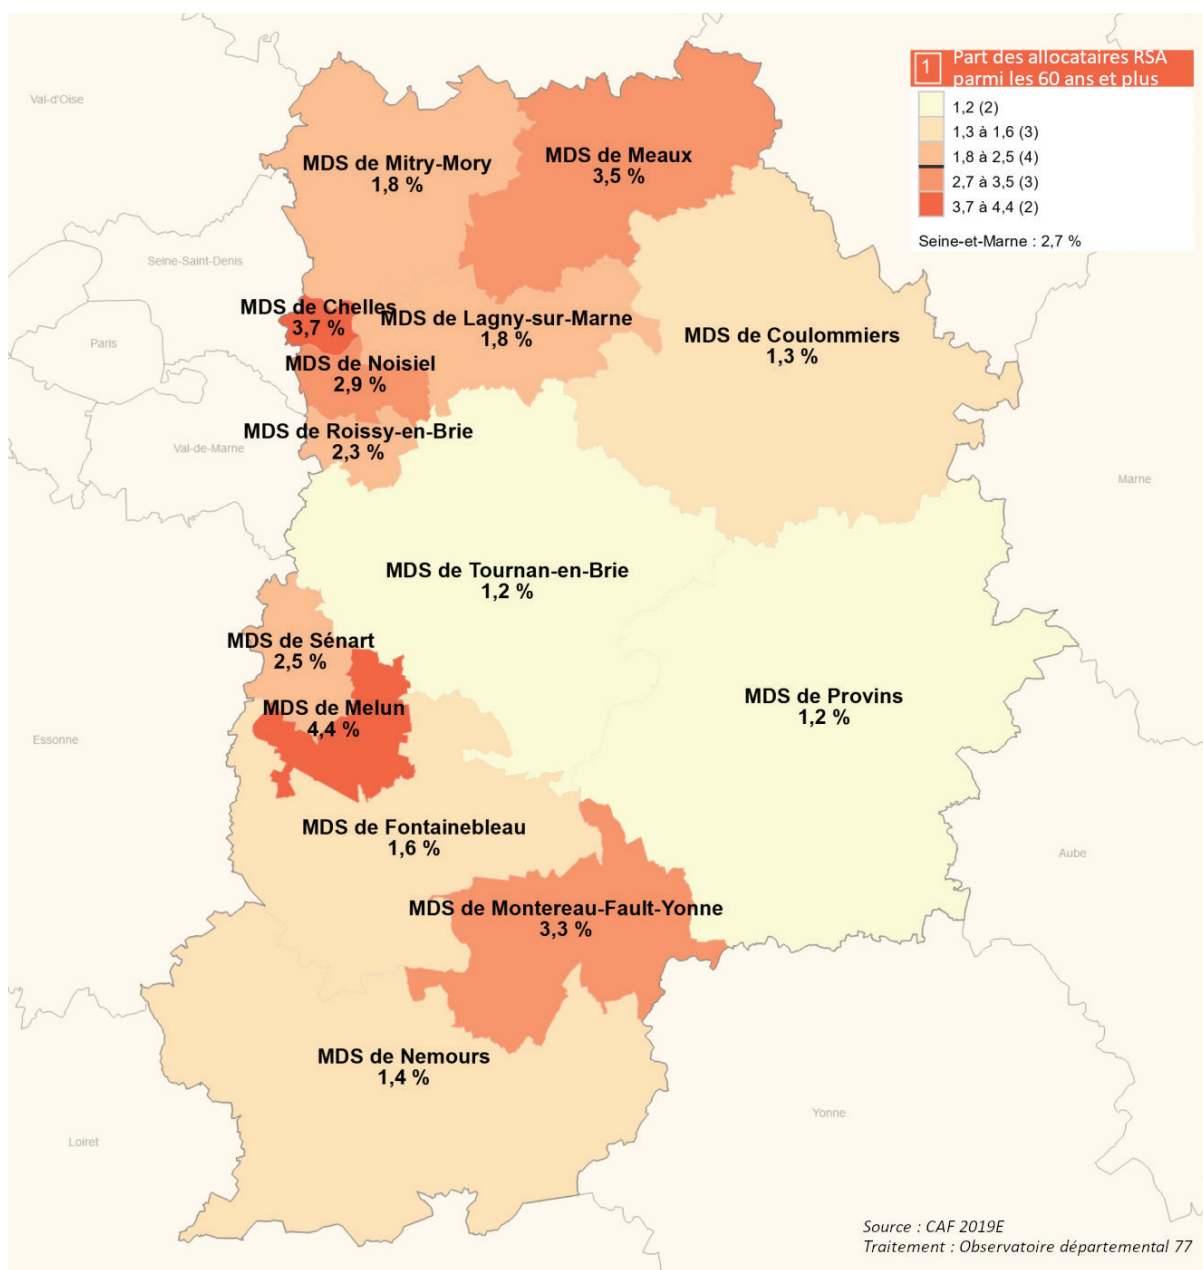 1
Part des allocataires RSA
parmi les 60 ans et plus
1,2 (2)
1,3 à 1,6 (3)
1,8 à 2,5 (4)
2,7 à 3,5 (3)
3,7 à 4,4 (2)
Seine-et-Marne : 2,7 %
Val-d'Oise
MDS de Mitry-Mory
1,8 %
MDS de Meaux
3,5 %
Seine-Saint-Denis
MDS de Chelles
3,7 %
MDS de Lagny-sur-Marne
1,8 %
MDS de Coulommiers
1,3 %
Paris
MDS de Noisiel
2,9 %
MDS de Roissy-en-Brie
2,3 %
Val-de-Marne
Marne
MDS de Tournan-en-Brie
1,2 %
MDS de Sénart
2,5 %
MDS de Melun
4,4 %
MDS de Provins
1,2 %
Essonne
MDS de Fontainebleau
1,6 %
Aube
MDS de Montereau-Fault-Yonne
3,3 %
MDS de Nemours
1,4 %
Yonne
Loiret
Source : CAF 2019E
Traitement : Observatoire départemental 77